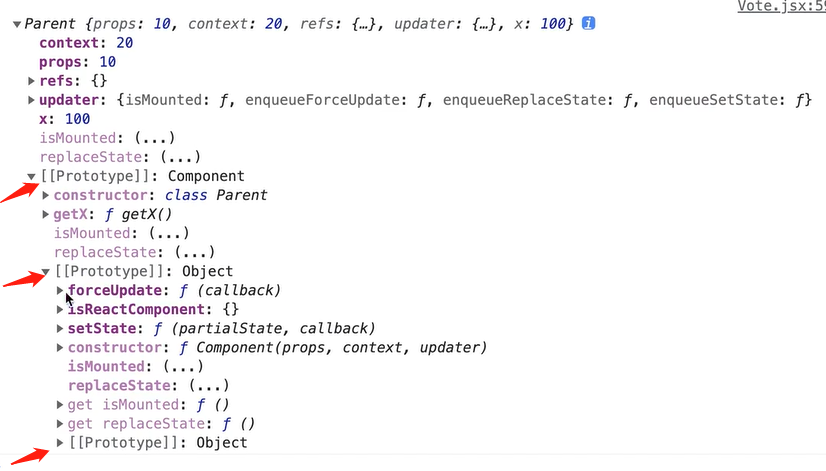 Vote.jsx:59
▼Parent {props: 10, context: 20, refs: {…}, updater: {…}, x: 100} i
context: 20
props: 10
▶refs: {}
▶updater: {isMounted: ƒ, enqueueForceUpdate: ƒ, enqueueReplaceState: ƒ, enqueueSetState: ƒ}
x: 100
isMounted: (...)
replaceState: (...)
▼[[Prototype]]: Component
▶constructor: class Parent
▶getX: ƒ getX()
isMounted: (...)
replaceState: (...)
▼[[Prototype]]: Object
▶forceUpdate: ƒ (callback)
▶isReactComponent: {}
▶setState: ƒ (partialState, callback)
▶constructor: ƒ Component(props, context, updater)
isMounted: (...)
replaceState: (...)
▶get isMounted: ƒ ()
▶get replaceState: ƒ ()
▶[[Prototype]]: Object